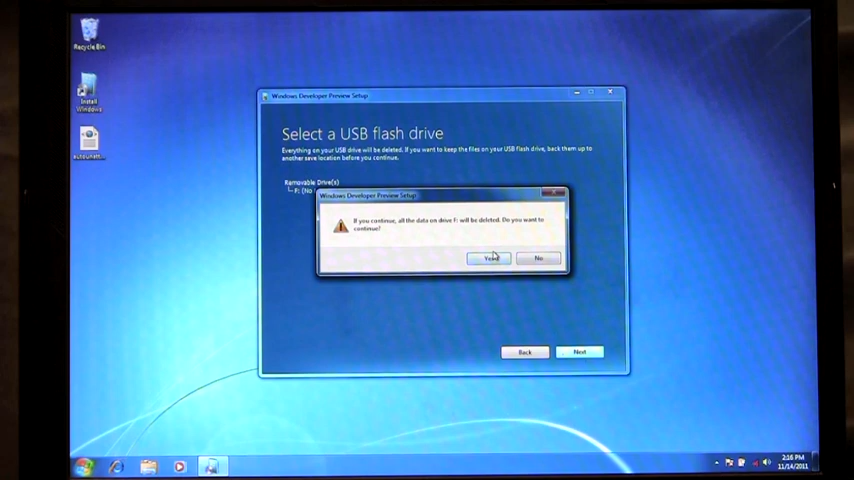 Recycle Bin
Install
Windows
Windows Developer Preview Setup
Select a USB flash drive
Everything on your USB drive will be deleted. If you want to keep the files on your USB flash drive, back them up to
another save location before you continue.
Removable Drive(s)
F: (No
Windows Developer Preview Setup
If you continue, all the data on drive F: will be deleted. Do you want to
continue?
Yes
No
Back
Next
2:16 PM
11/14/2011